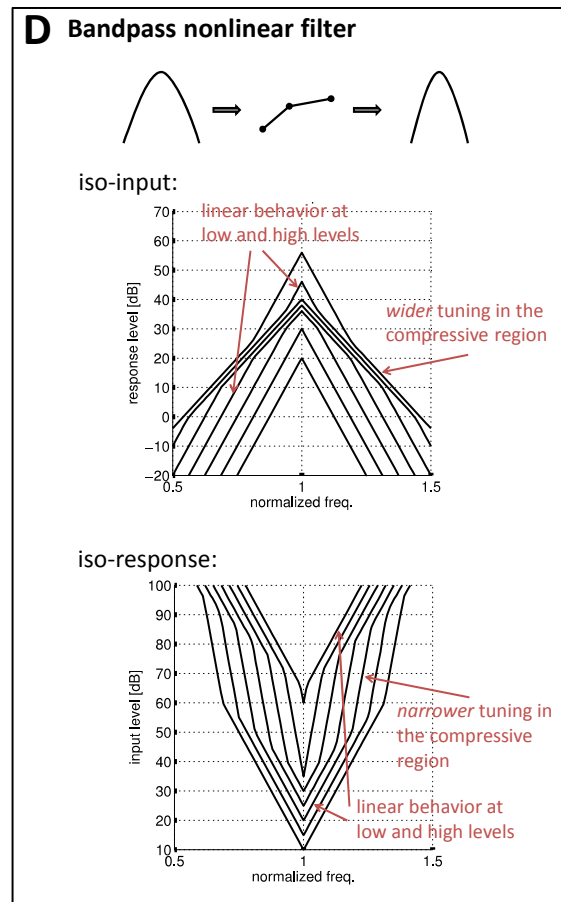 D Bandpass nonlinear filter
iso-input:
linear behavior at
low and high levels
wider tuning in the
compressive region
response level [dB]
70
60
50
40
30
20
10
0
−10
−20
0.5
1
1.5
normalized freq.
iso-response:
input level [dB]
100
90
80
70
60
50
40
30
20
10
narrower tuning in
the compressive
region
linear behavior at
low and high levels
0.5
1
1.5
normalized freq.